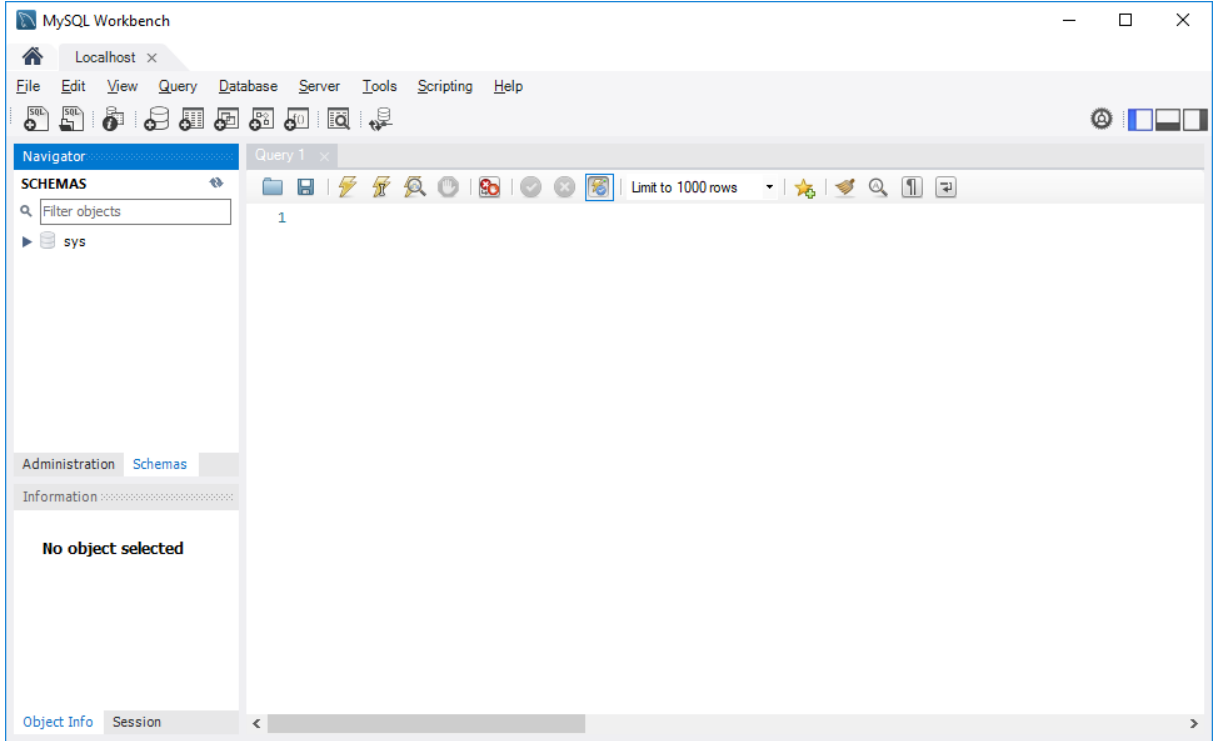 MySQL Workbench
Localhost
File Edit View Query Database Server Tools Scripting Help
Navigator
Query 1
SCHEMAS
Limit to 1000 rows
Filter objects
1
sys
Administration Schemas
Information
No object selected
Object Info Session